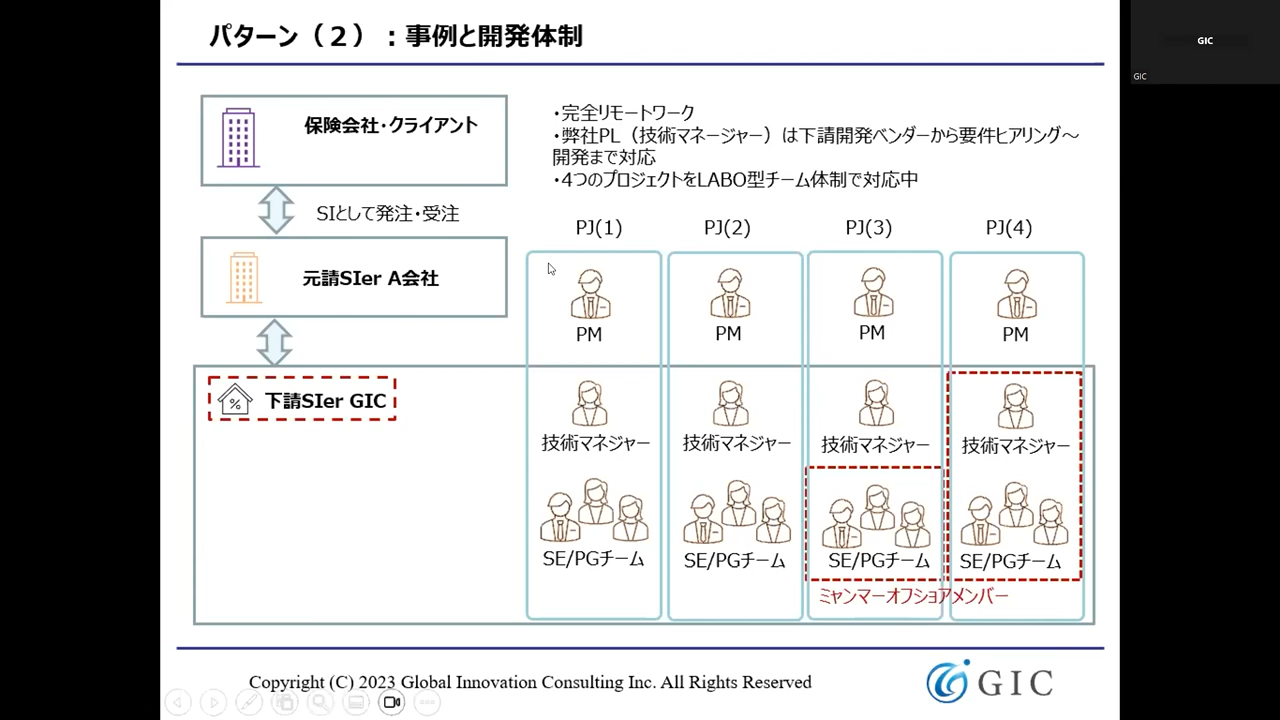 パターン（２）：事例と開発体制
GIC
GIC
保険会社・クライアント
・完全リモートワーク
・弊社PL（技術マネージャー）は下請開発ベンダーから要件ヒアリング～
開発まで対応
・4つのプロジェクトをLABO型チーム体制で対応中
SIとして発注・受注
PJ(1)
PJ(2)
PJ(3)
PJ(4)
元請SIer A会社
PM
PM
PM
PM
下請SIer GIC
技術マネジャー
技術マネジャー
技術マネジャー
技術マネジャー
SE/PGチーム
SE/PGチーム
SE/PGチーム
SE/PGチーム
ミャンマーオフショアメンバー
Copyright (C) 2023 Global Innovation Consulting Inc. All Rights Reserved
GIC